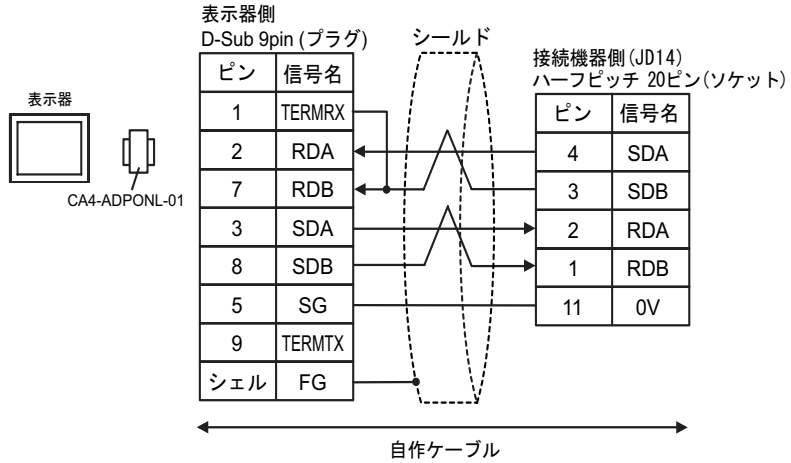 表示器側
D-Sub 9pin (プラグ)
シールド
接続機器側(JD14)
ハーフピッチ 20ピン(ソケット)
表示器
CA4-ADPONL-01
ピン 信号名
1 TERMRX
2 RDA
7 RDB
3 SDA
8 SDB
5 SG
9 TERMTX
シェル FG
ピン 信号名
4 SDA
3 SDB
2 RDA
1 RDB
11 0V
自作ケーブル